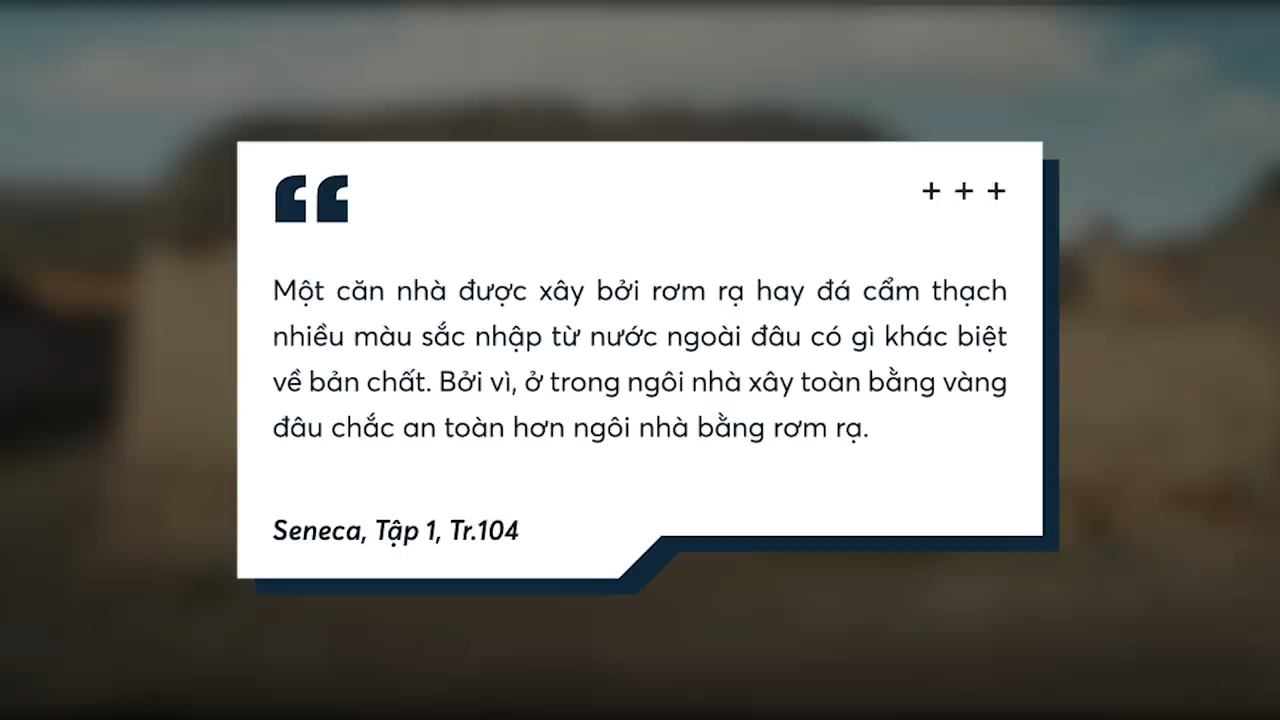 “
+ + +
Một căn nhà được xây bởi rơm rạ hay đá cẩm thạch
nhiều màu sắc nhập từ nước ngoài đâu có gì khác biệt
về bản chất. Bởi vì, ở trong ngôi nhà xây toàn bằng vàng
đâu chắc an toàn hơn ngôi nhà bằng rơm rạ.
Seneca, Tập 1, Tr.104